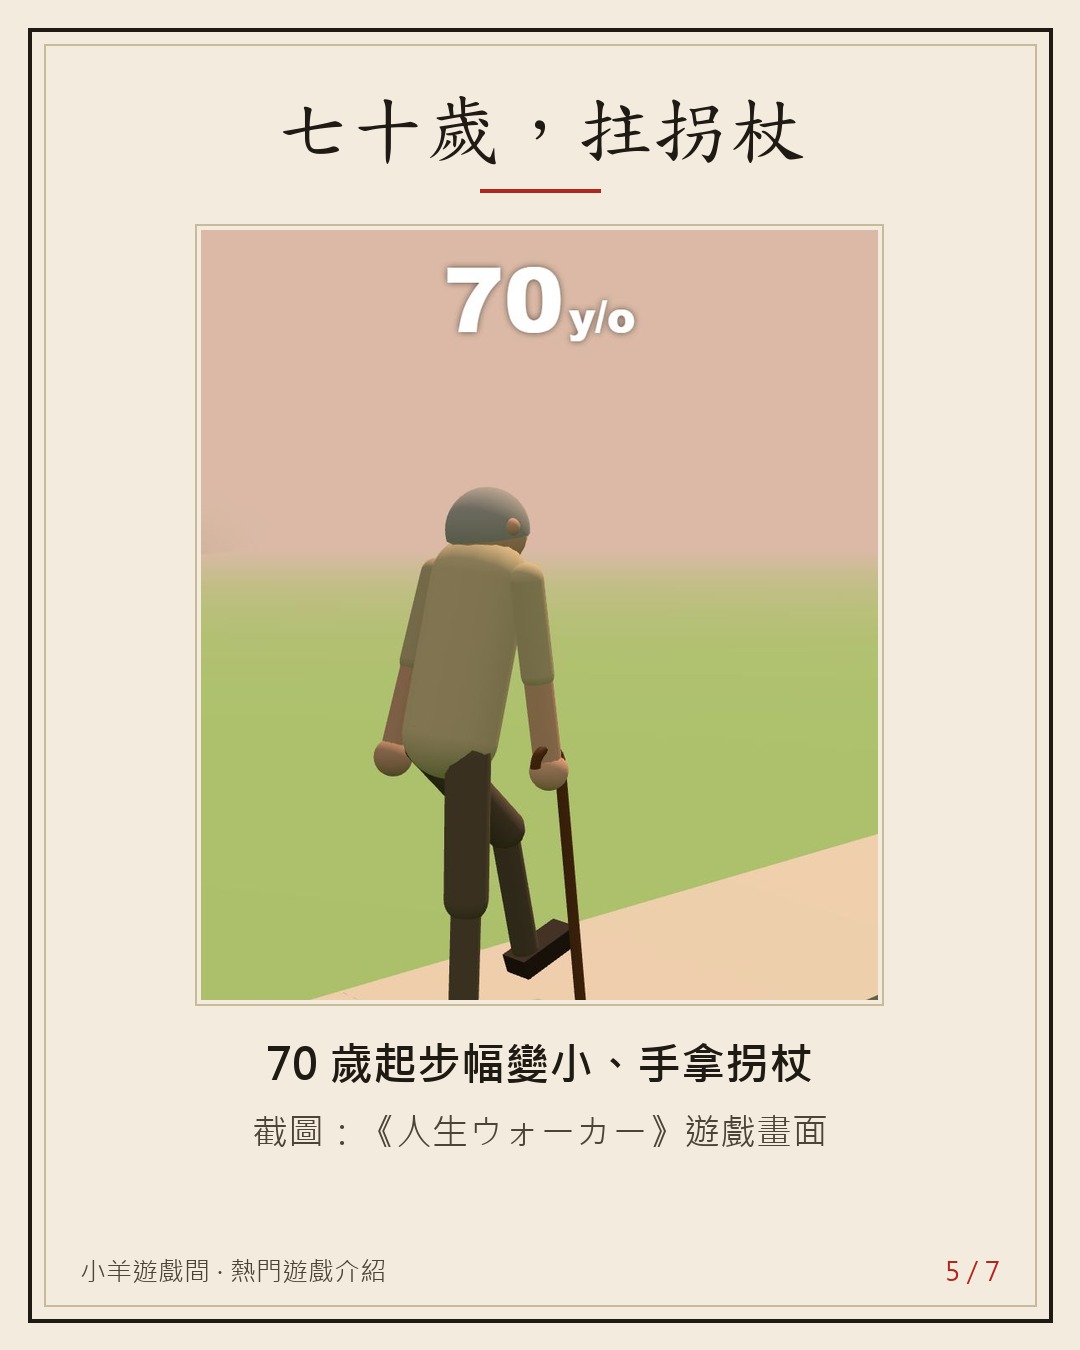 七十歲，拄拐杖
70 y/o
70 歲起步幅變小、手拿拐杖
截圖：《人生ウォーカー》遊戲畫面
小羊遊戲間 · 熱門遊戲介紹
5 / 7